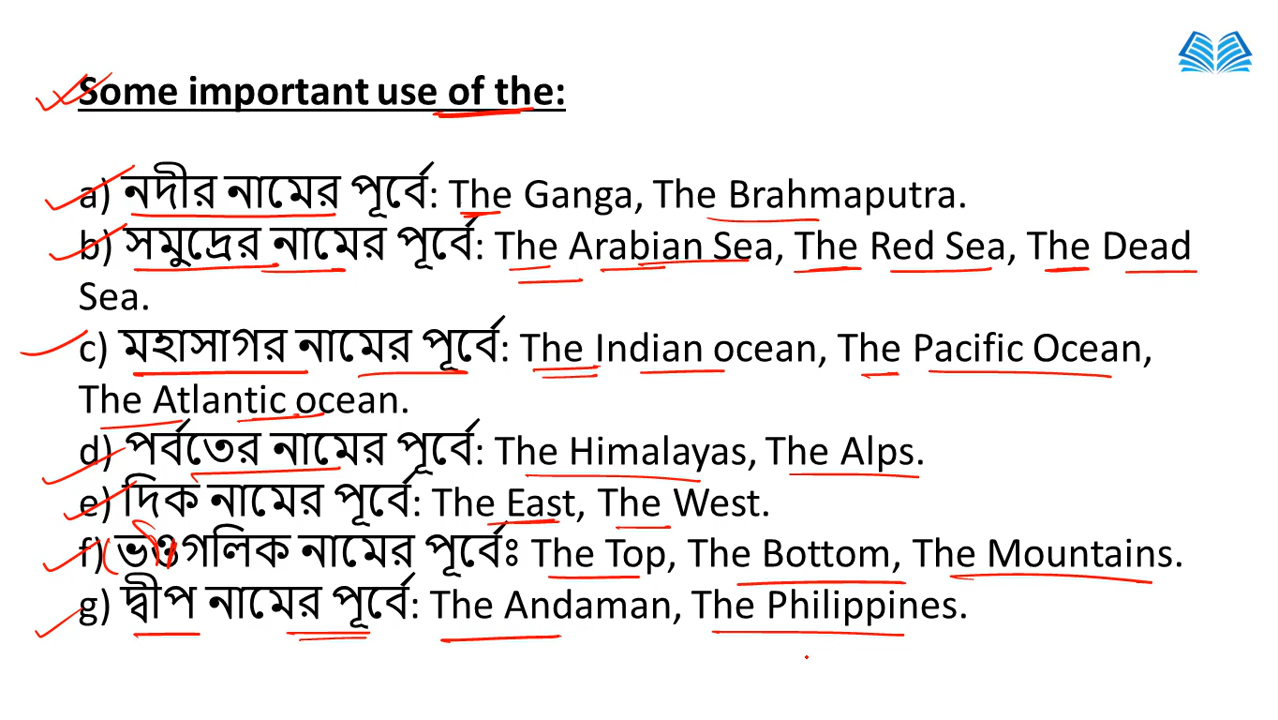 Some important use of the:
a) নদীর নামের পূর্বে: The Ganga, The Brahmaputra.
b) সমুদ্রের নামের পূর্বে: The Arabian Sea, The Red Sea, The Dead
Sea.
c) মহাসাগর নামের পূর্বে: The Indian ocean, The Pacific Ocean,
The Atlantic ocean.
d) পর্বতের নামের পূর্বে: The Himalayas, The Alps.
e) দিক নামের পূর্বে: The East, The West.
f) ভওগলিক নামের পূর্বেঃ The Top, The Bottom, The Mountains.
g) দ্বীপ নামের পূর্বে: The Andaman, The Philippines.